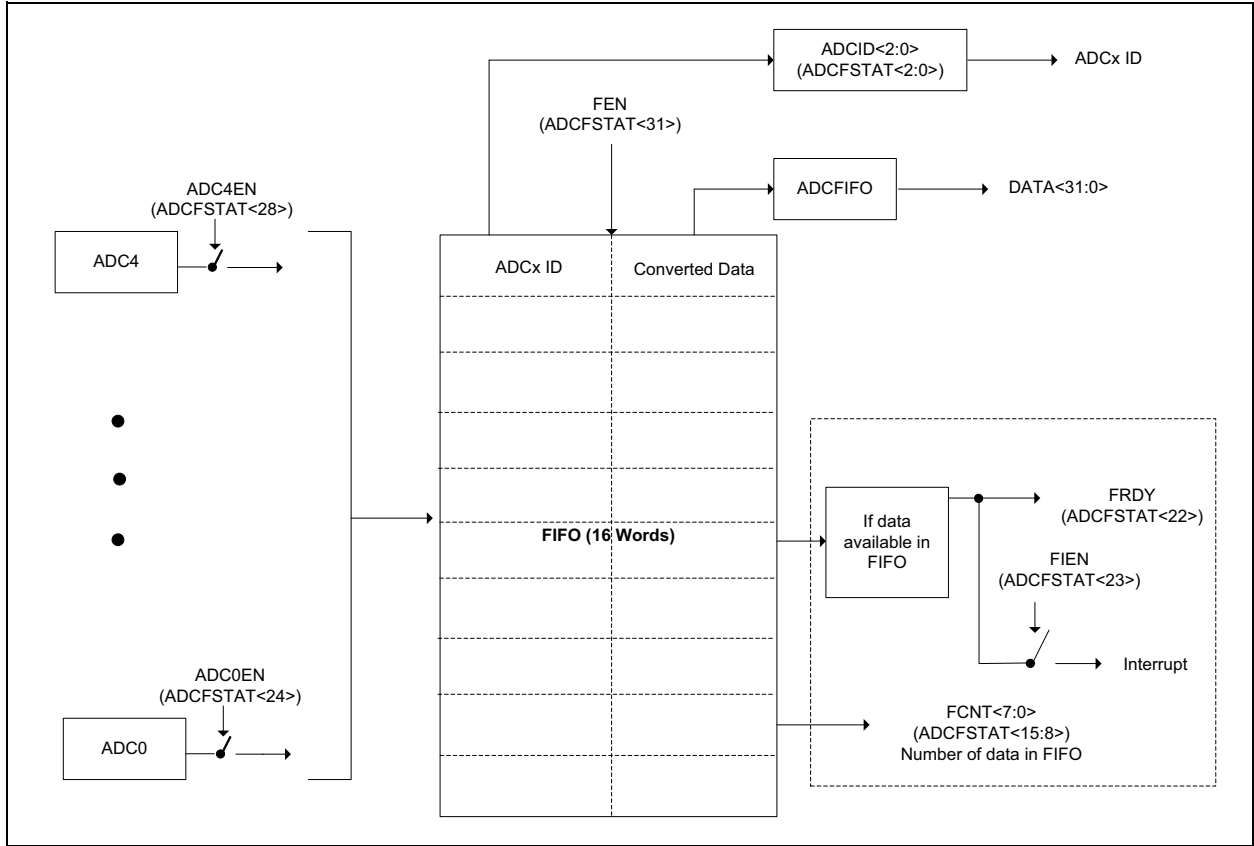 ADCID<2:0>
(ADCFSTAT<2:0>)
ADCx ID
FEN
(ADCFSTAT<31>)
ADCFIFO
DATA<31:0>
ADC4EN
(ADCFSTAT<28>)
ADC4
ADCx ID
Converted Data
FIFO (16 Words)
If data
available in
FIFO
FRDY
(ADCFSTAT<22>)
FIEN
(ADCFSTAT<23>)
Interrupt
ADC0EN
(ADCFSTAT<24>)
ADC0
FCNT<7:0>
(ADCFSTAT<15:8>)
Number of data in FIFO